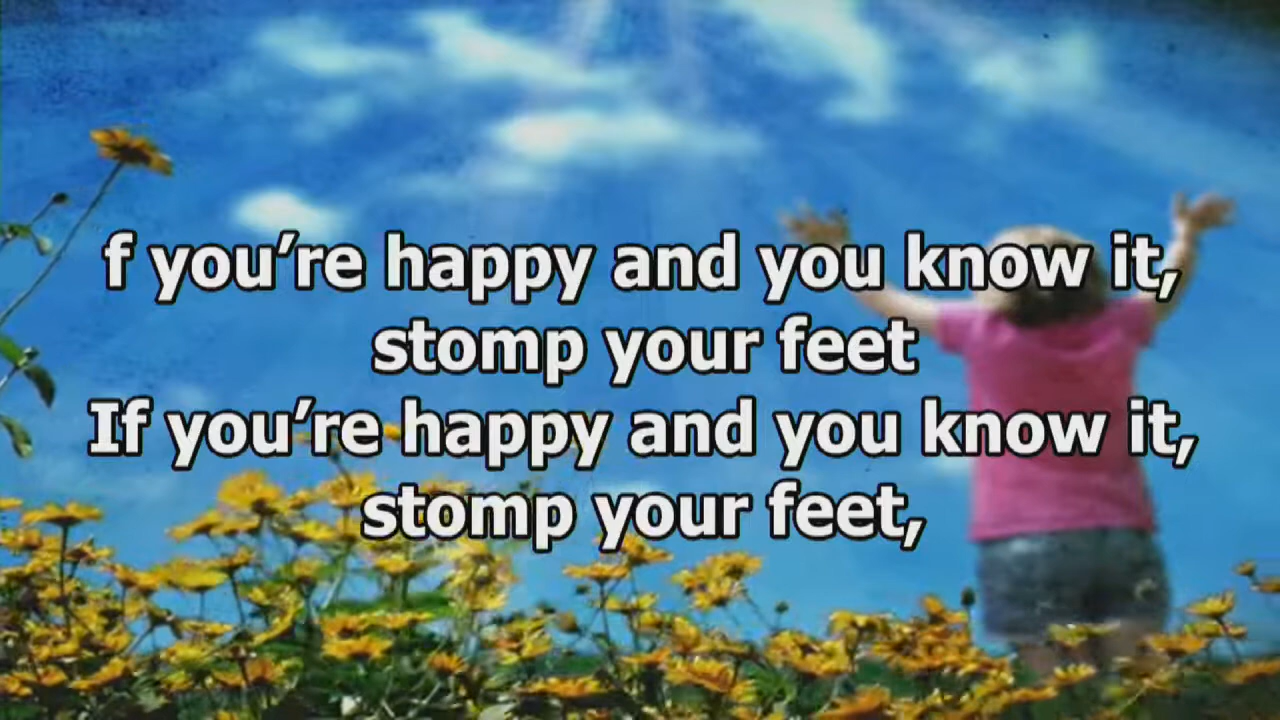 f you’re happy and you know it,
stomp your feet
If you’re happy and you know it,
stomp your feet,